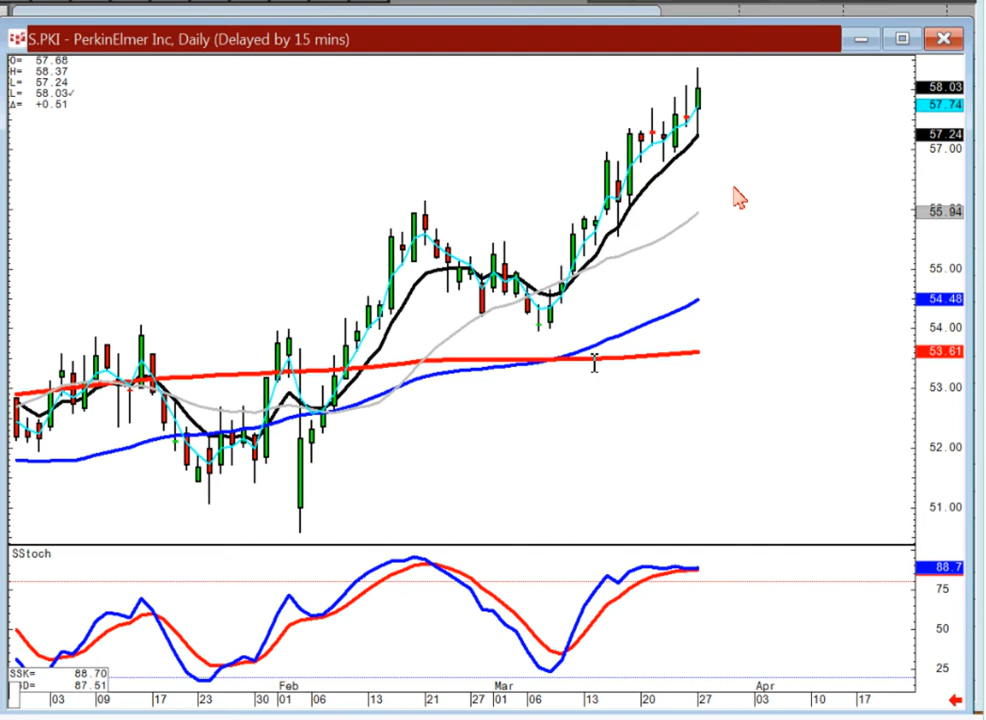 S.PKI - PerkinElmer Inc, Daily (Delayed by 15 mins)
O= 57.68
H= 58.37
L= 57.24
L= 58.03✓
Δ= +0.51
58.03
57.74
57.24
57.00
55.94
55.00
54.48
54.00
53.61
53.00
52.00
51.00
SStoch
88.7
75
50
25
SSK= 88.70
D= 87.51
Feb Mar Apr
03 09 17 23 30 01 06 13 21 27 01 06 13 20 27 03 10 17